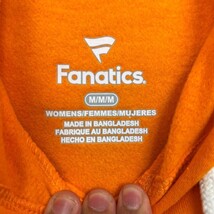 Fanatics.
M/M/M
WOMENS/FEMMES/MUJERES
MADE IN BANGLADESH
FABRIQUE AU BANGLADESH
HECHO EN BANGLADESH